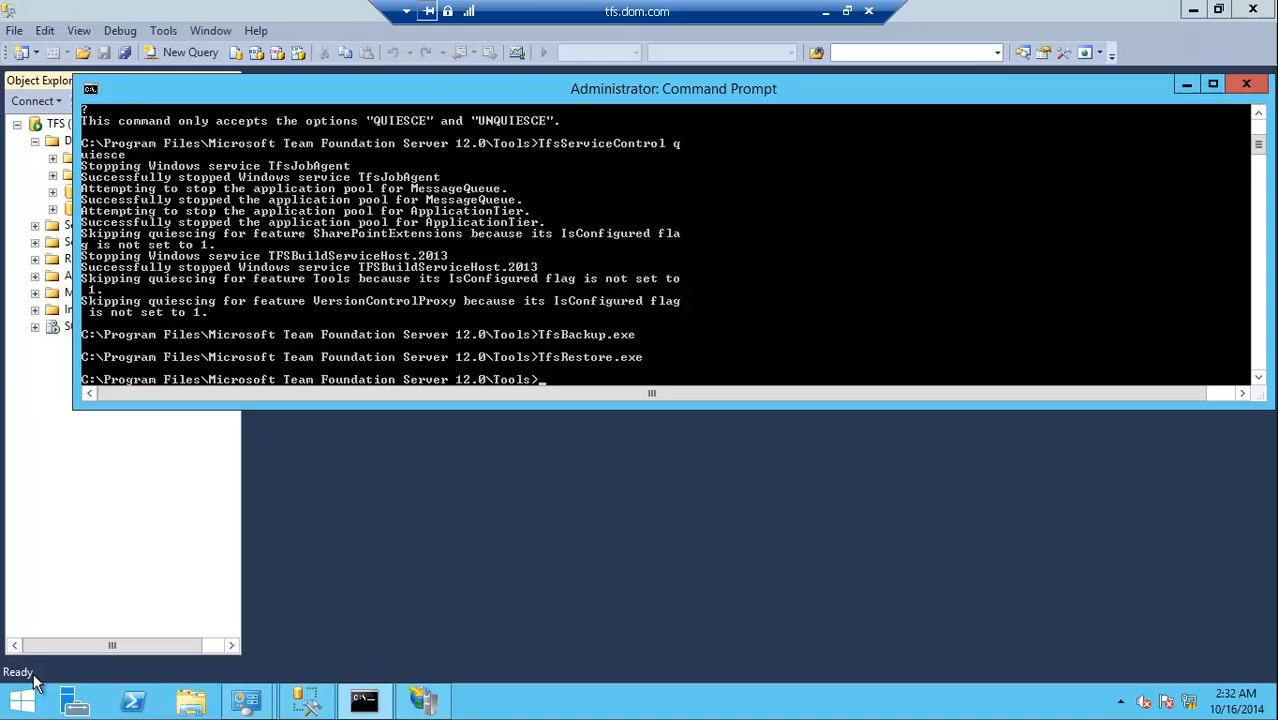 tfs.dom.com
File Edit View Debug Tools Window Help
New Query
Object Explor
Administrator: Command Prompt
Connect
TFS (
D
S
S
R
A
M
In
S
?
This command only accepts the options "QUIESCE" and "UNQUIESCE".
C:\Program Files\Microsoft Team Foundation Server 12.0\Tools>TfsServiceControl q
uiesce
Stopping Windows service TfsJobAgent
Successfully stopped Windows service TfsJobAgent
Attempting to stop the application pool for MessageQueue.
Successfully stopped the application pool for MessageQueue.
Attempting to stop the application pool for ApplicationTier.
Successfully stopped the application pool for ApplicationTier.
Skipping quiescing for feature SharePointExtensions because its IsConfigured fla
g is not set to 1.
Stopping Windows service TFSBuildServiceHost.2013
Successfully stopped Windows service TFSBuildServiceHost.2013
Skipping quiescing for feature Tools because its IsConfigured flag is not set to
1.
Skipping quiescing for feature VersionControlProxy because its IsConfigured flag
is not set to 1.
C:\Program Files\Microsoft Team Foundation Server 12.0\Tools>TfsBackup.exe
C:\Program Files\Microsoft Team Foundation Server 12.0\Tools>TfsRestore.exe
C:\Program Files\Microsoft Team Foundation Server 12.0\Tools>_
Ready
2:32 AM
10/16/2014